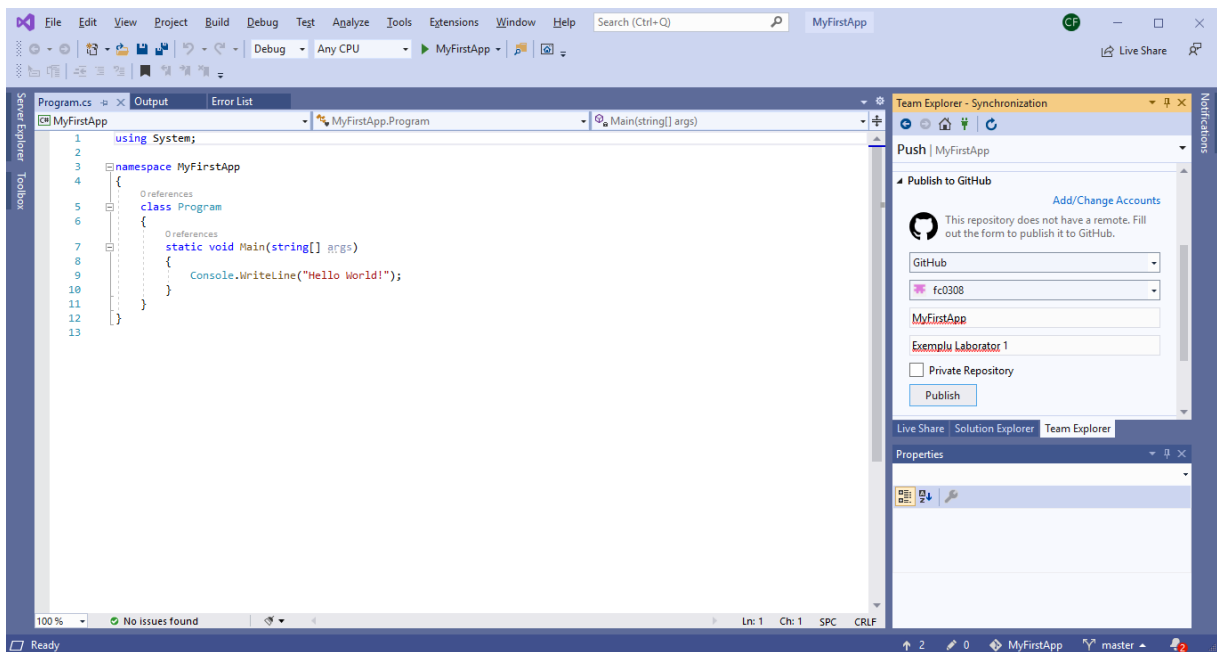 File Edit View Project Build Debug Test Analyze Tools Extensions Window Help Search (Ctrl+Q) MyFirstApp CF
Debug Any CPU MyFirstApp Live Share
Server Explorer
Toolbox
Program.cs Output Error List
C# MyFirstApp MyFirstApp.Program Main(string[] args)
1 using System;
2
3 namespace MyFirstApp
4 {
0 references
5 class Program
6 {
0 references
7 static void Main(string[] args)
8 {
9 Console.WriteLine("Hello World!");
10 }
11 }
12 }
13
100 % No issues found Ln: 1 Ch: 1 SPC CRLF
Team Explorer - Synchronization
Push | MyFirstApp
Publish to GitHub
Add/Change Accounts
This repository does not have a remote. Fill
out the form to publish it to GitHub.
GitHub
fc0308
MyFirstApp
Exemplu Laborator 1
Private Repository
Publish
Live Share Solution Explorer Team Explorer
Properties
Notifications
Ready 2 0 MyFirstApp master 2